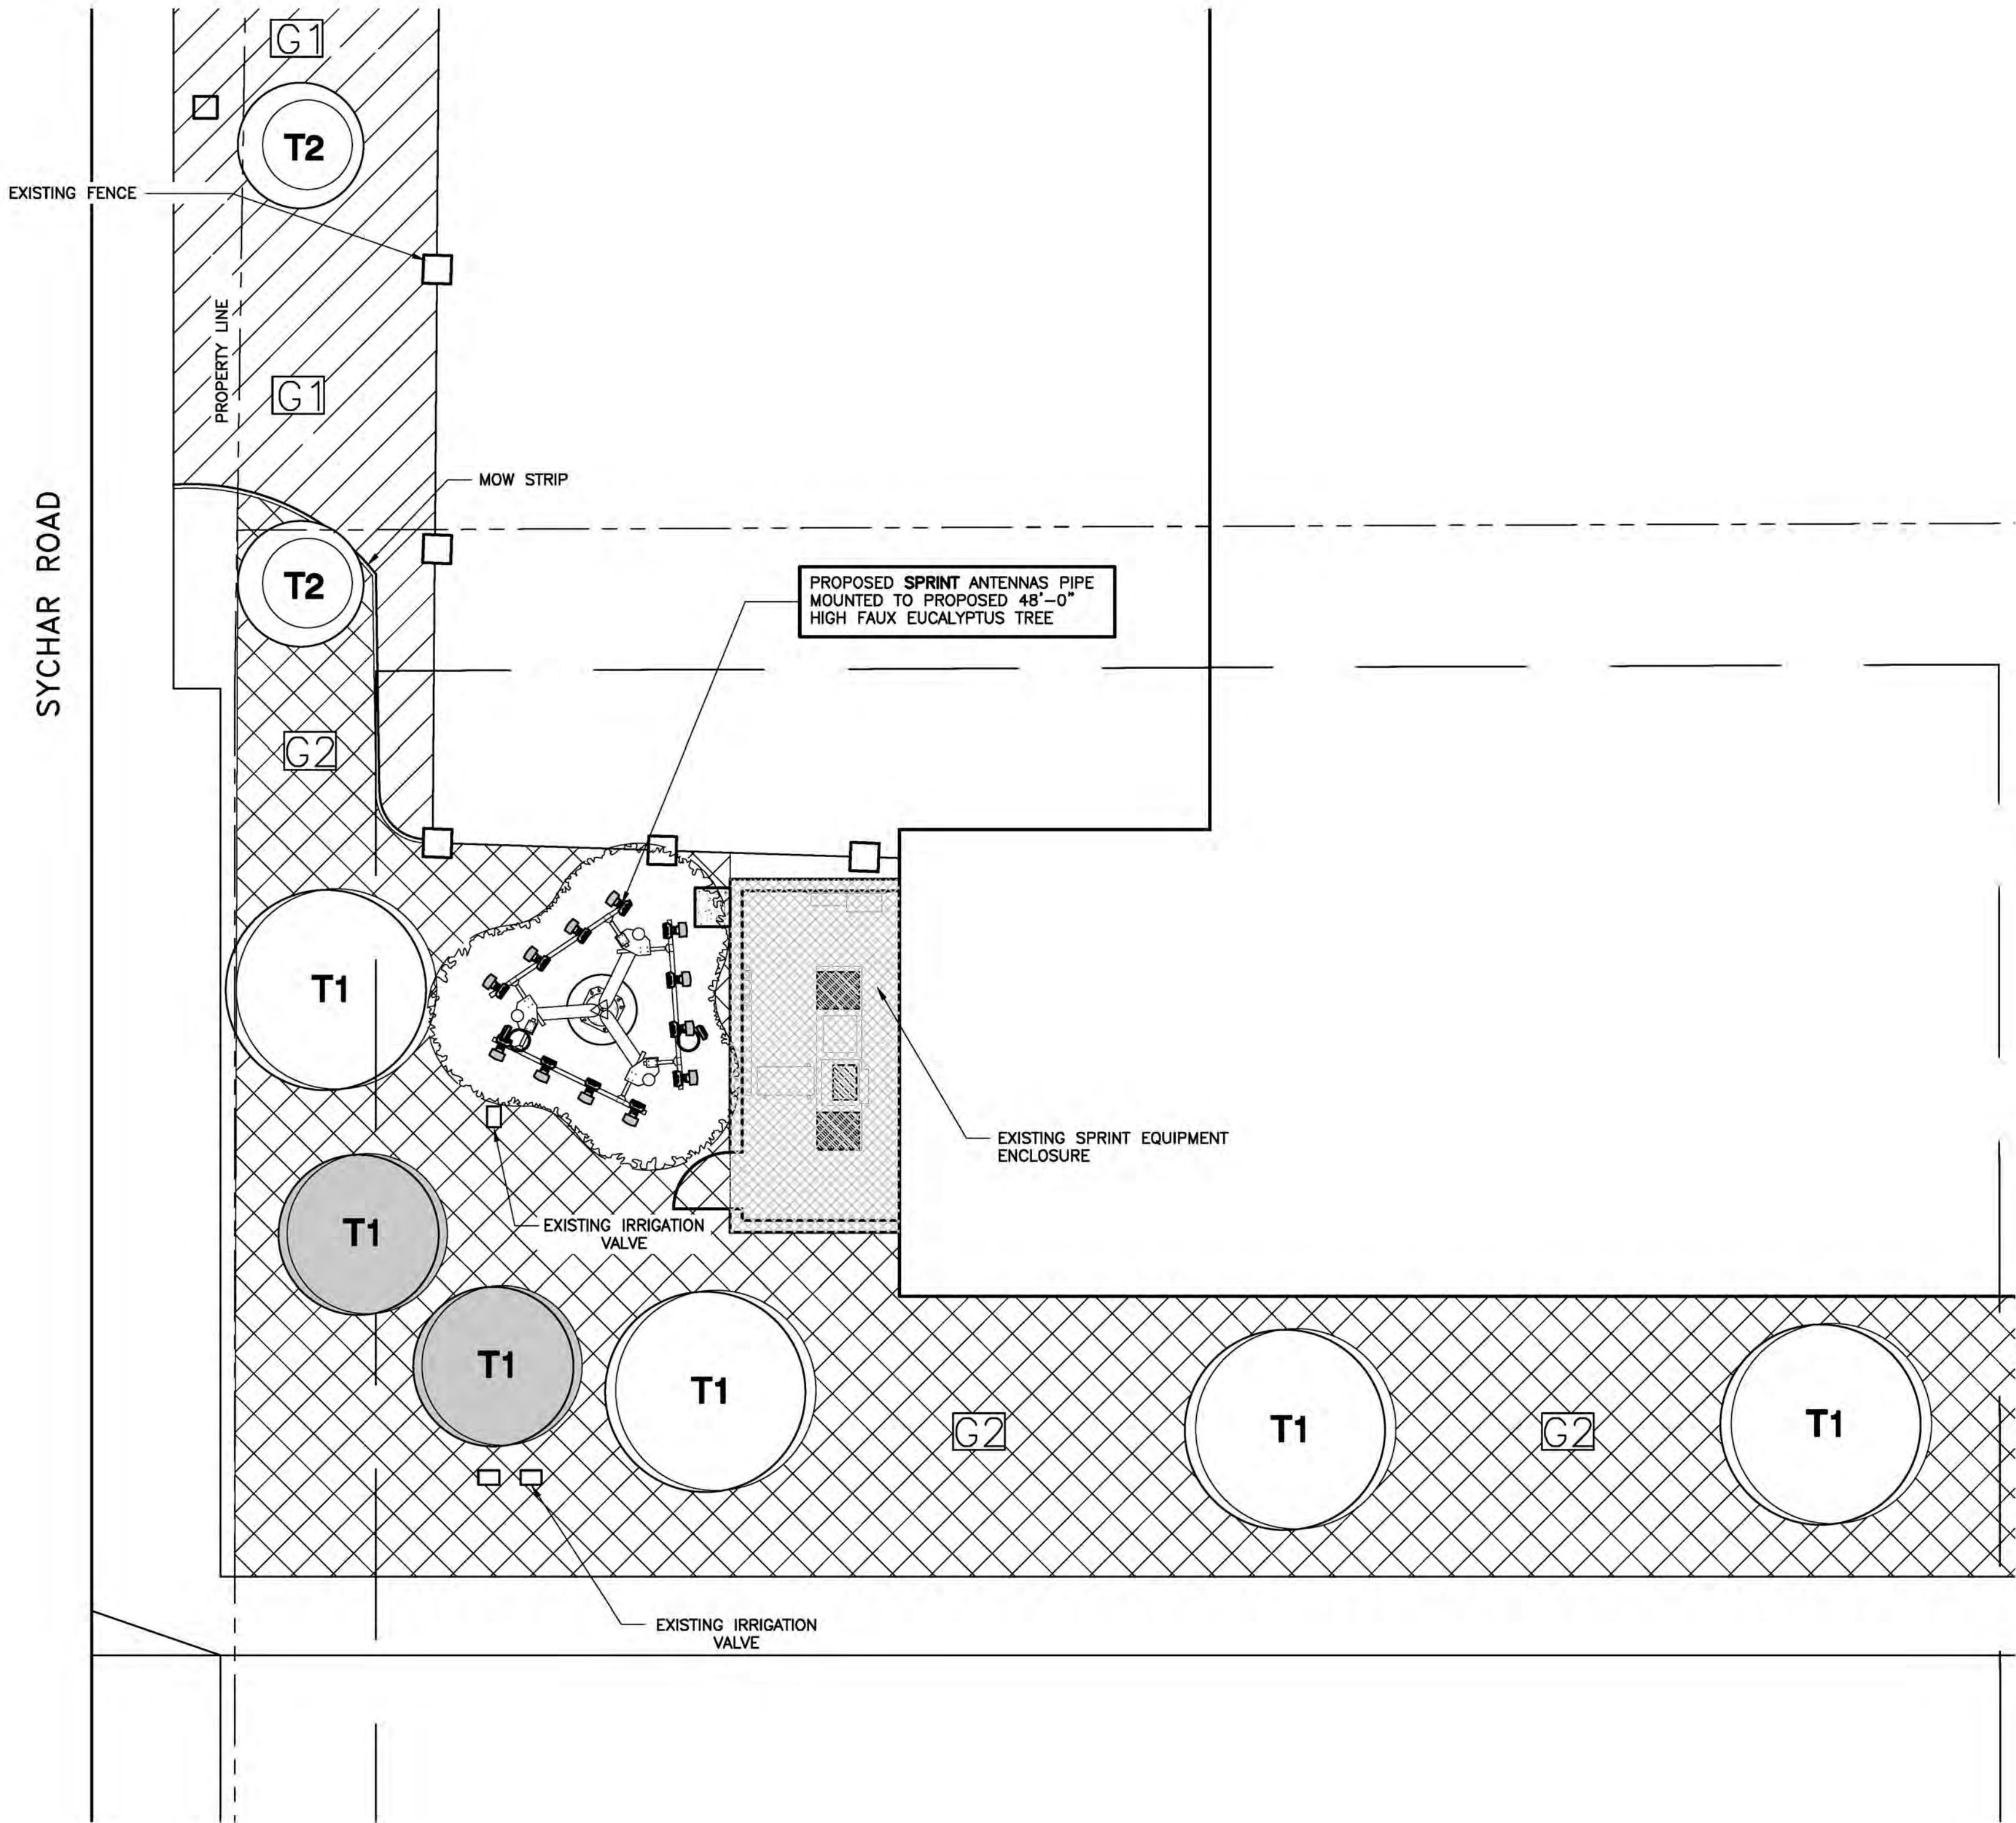 G1
T2
EXISTING FENCE
PROPERTY LINE
G1
MOW STRIP
SYCHAR ROAD
T2
PROPOSED SPRINT ANTENNAS PIPE
MOUNTED TO PROPOSED 48'-0"
HIGH FAUX EUCALYPTUS TREE
G2
T1
EXISTING SPRINT EQUIPMENT
ENCLOSURE
T1
EXISTING IRRIGATION
VALVE
T1
T1
G2
T1
G2
T1
EXISTING IRRIGATION
VALVE